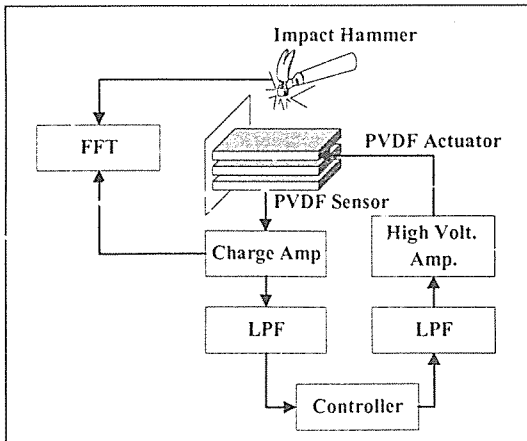 Impact Hammer
FFT
PVDF Actuator
PVDF Sensor
Charge Amp
High Volt.
Amp.
LPF
LPF
Controller